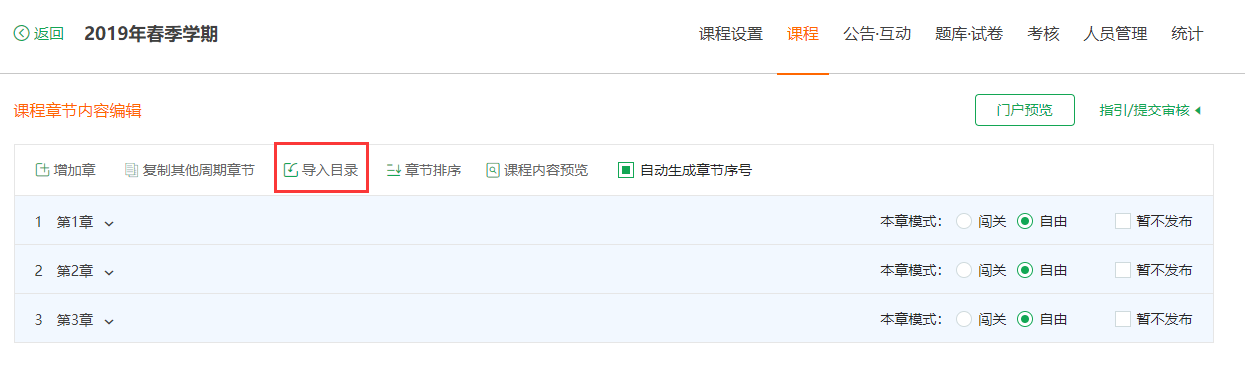 返回 2019年春季学期 课程设置 课程 公告·互动 题库·试卷 考核 人员管理 统计
课程章节内容编辑 门户预览 指引/提交审核
增加章 复制其他周期章节 导入目录 章节排序 课程内容预览 自动生成章节序号
1 第1章 本章模式： 闯关 自由 暂不发布
2 第2章 本章模式： 闯关 自由 暂不发布
3 第3章 本章模式： 闯关 自由 暂不发布